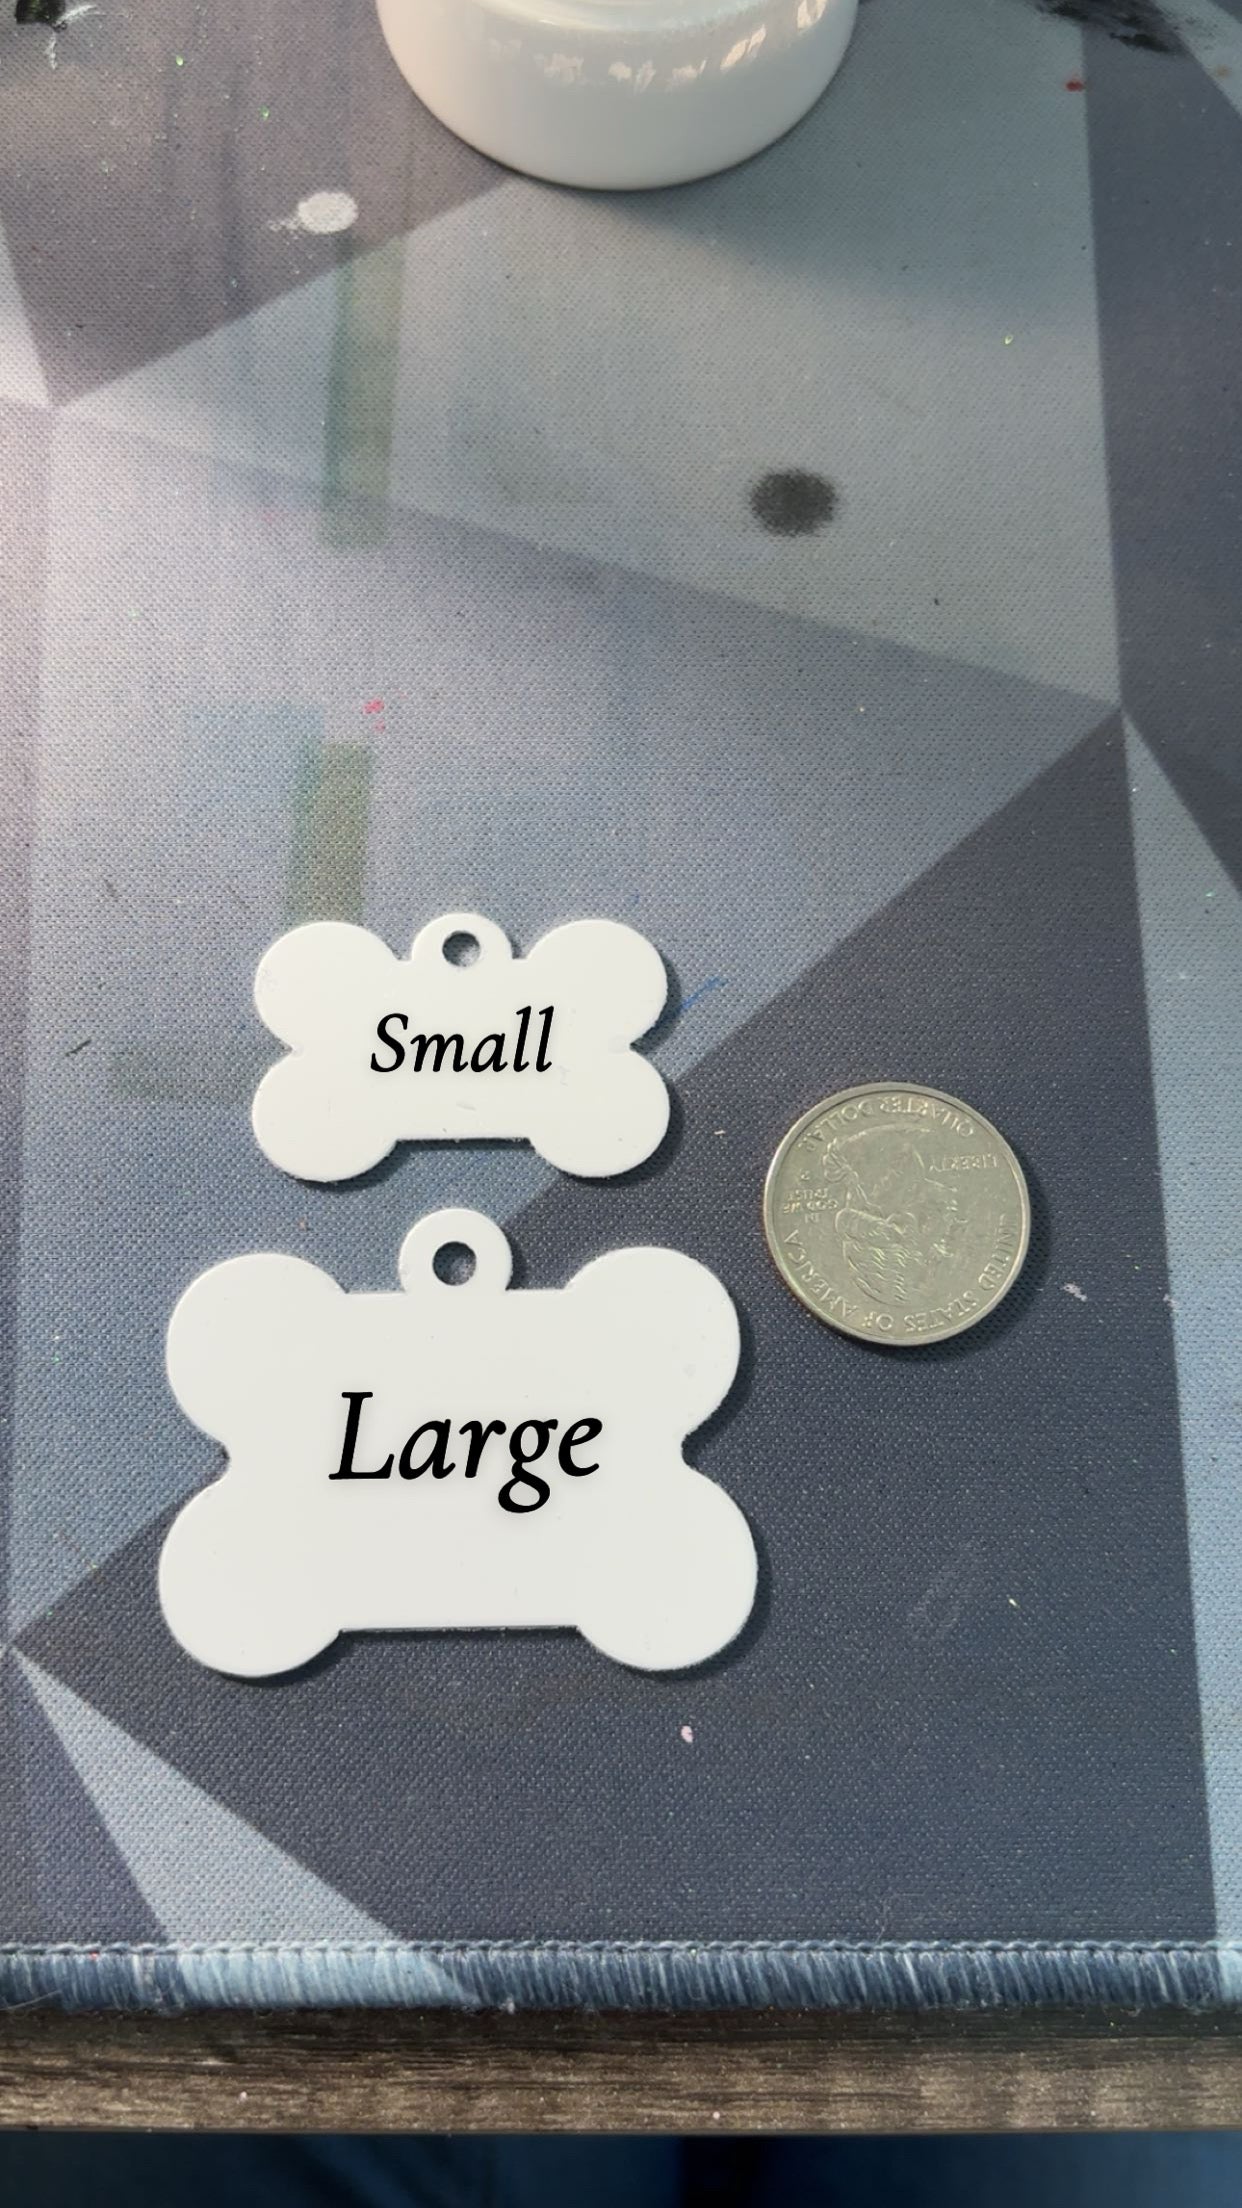 Small
Large
QUARTER DOLLAR
LIBERTY
IN
GOD WE
TRUST
P
UNITED STATES OF AMERICA